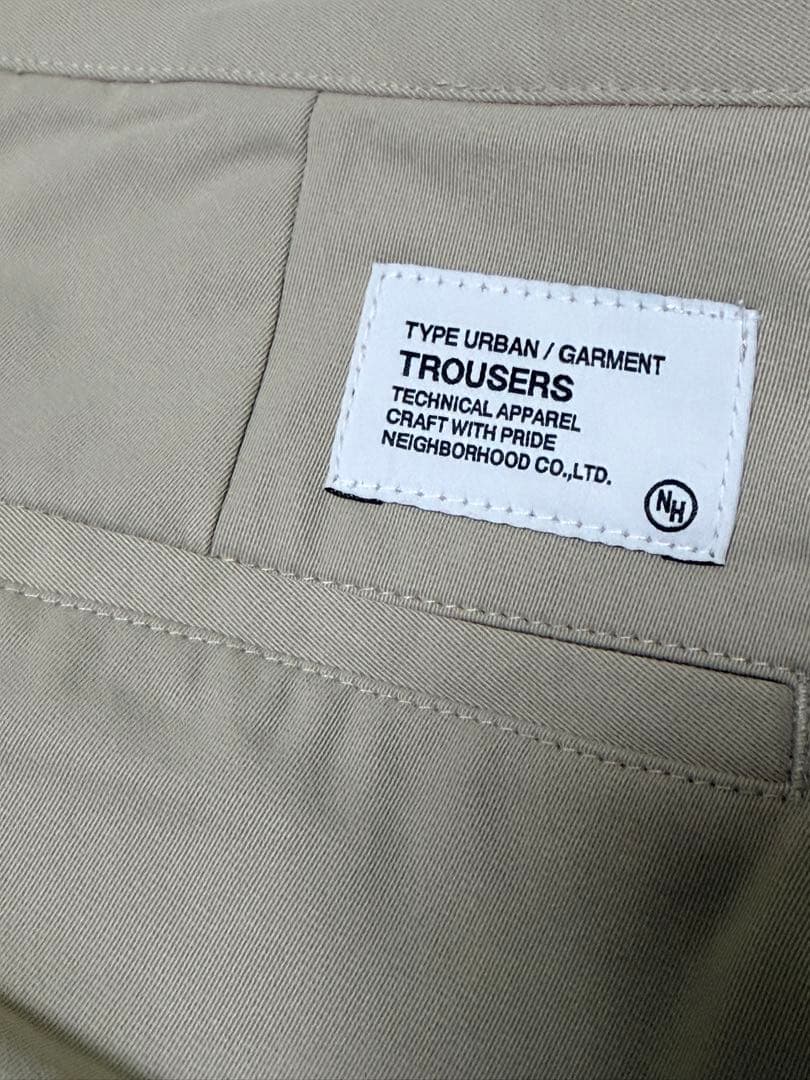 TYPE URBAN / GARMENT
TROUSERS
TECHNICAL APPAREL
CRAFT WITH PRIDE
NEIGHBORHOOD CO.,LTD.
NH